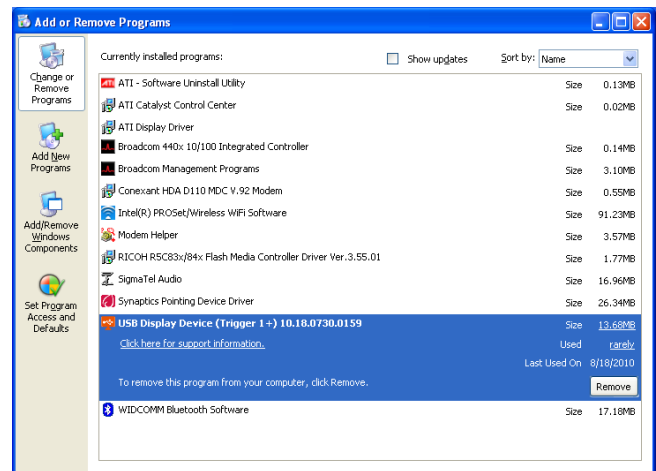 Add or Remove Programs
Change or
Remove
Programs
Add New
Programs
Add/Remove
Windows
Components
Set Program
Access and
Defaults
Currently installed programs: Show updates Sort by: Name
ATI - Software Uninstall Utility Size 0.13MB
ATI Catalyst Control Center Size 0.02MB
ATI Display Driver
Broadcom 440x 10/100 Integrated Controller Size 0.14MB
Broadcom Management Programs Size 3.10MB
Conexant HDA D110 MDC V.92 Modem Size 0.55MB
Intel(R) PROSet/Wireless WiFi Software Size 91.23MB
Modem Helper Size 3.57MB
RICOH R5C83x/84x Flash Media Controller Driver Ver.3.55.01 Size 1.77MB
SigmaTel Audio Size 16.96MB
Synaptics Pointing Device Driver Size 26.34MB
USB Display Device (Trigger 1+) 10.18.0730.0159 Size 13.68MB
Click here for support information. Used rarely
Last Used On 8/18/2010
To remove this program from your computer, click Remove. Remove
WIDCOMM Bluetooth Software Size 17.18MB